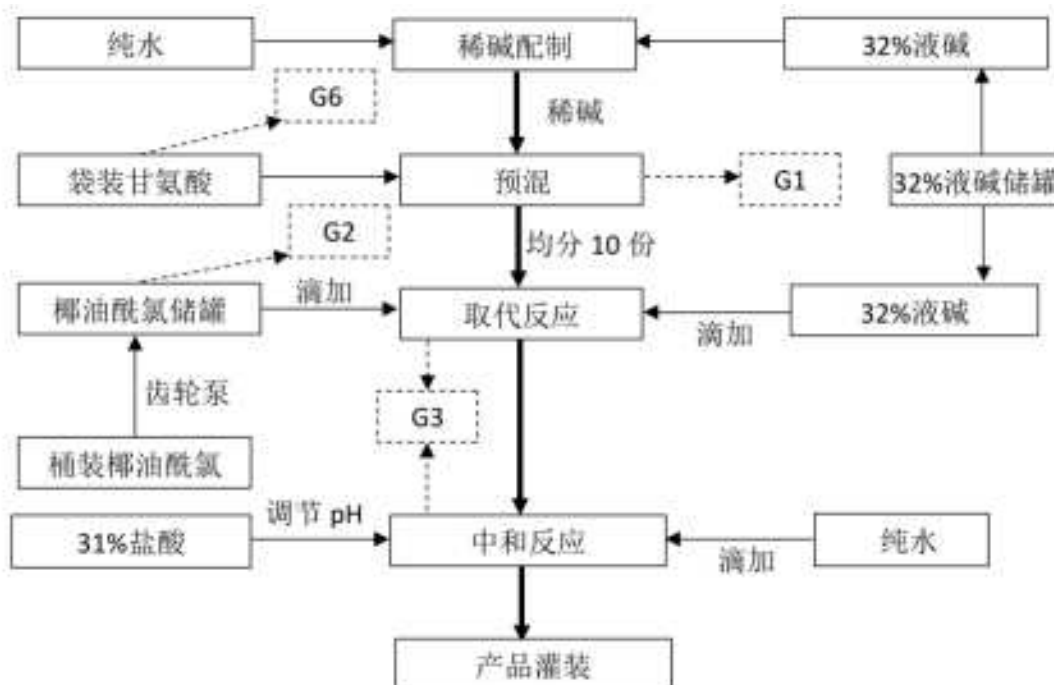 纯水
稀碱配制
32%液碱
G6
稀碱
袋装甘氨酸
预混
G1
32%液碱储罐
G2
均分 10 份
椰油酰氯储罐
滴加
取代反应
滴加
32%液碱
齿轮泵
G3
桶装椰油酰氯
调节 pH
31%盐酸
中和反应
滴加
纯水
产品灌装